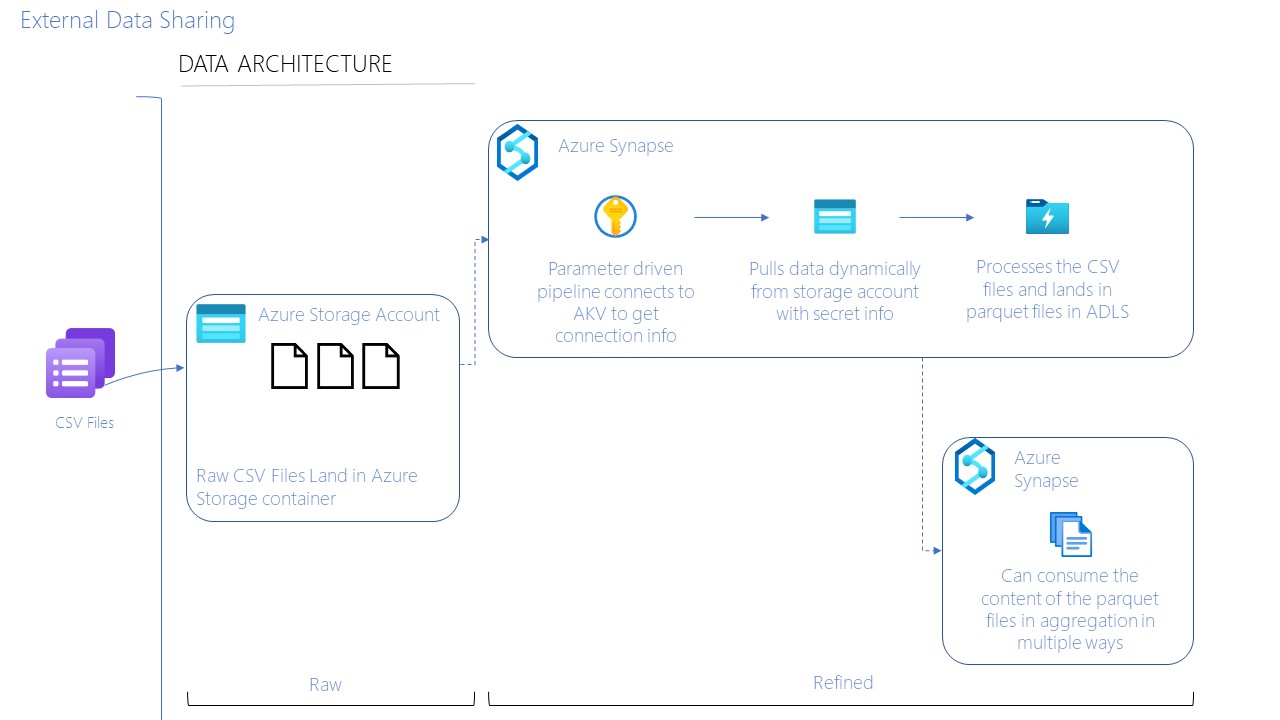 External Data Sharing
DATA ARCHITECTURE
Azure Synapse
Parameter driven
pipeline connects to
AKV to get
connection info
Pulls data dynamically
from storage account
with secret info
Processes the CSV
files and lands in
parquet files in ADLS
Azure Storage Account
Raw CSV Files Land in Azure
Storage container
CSV Files
Azure
Synapse
Can consume the
content of the parquet
files in aggregation in
multiple ways
Raw
Refined